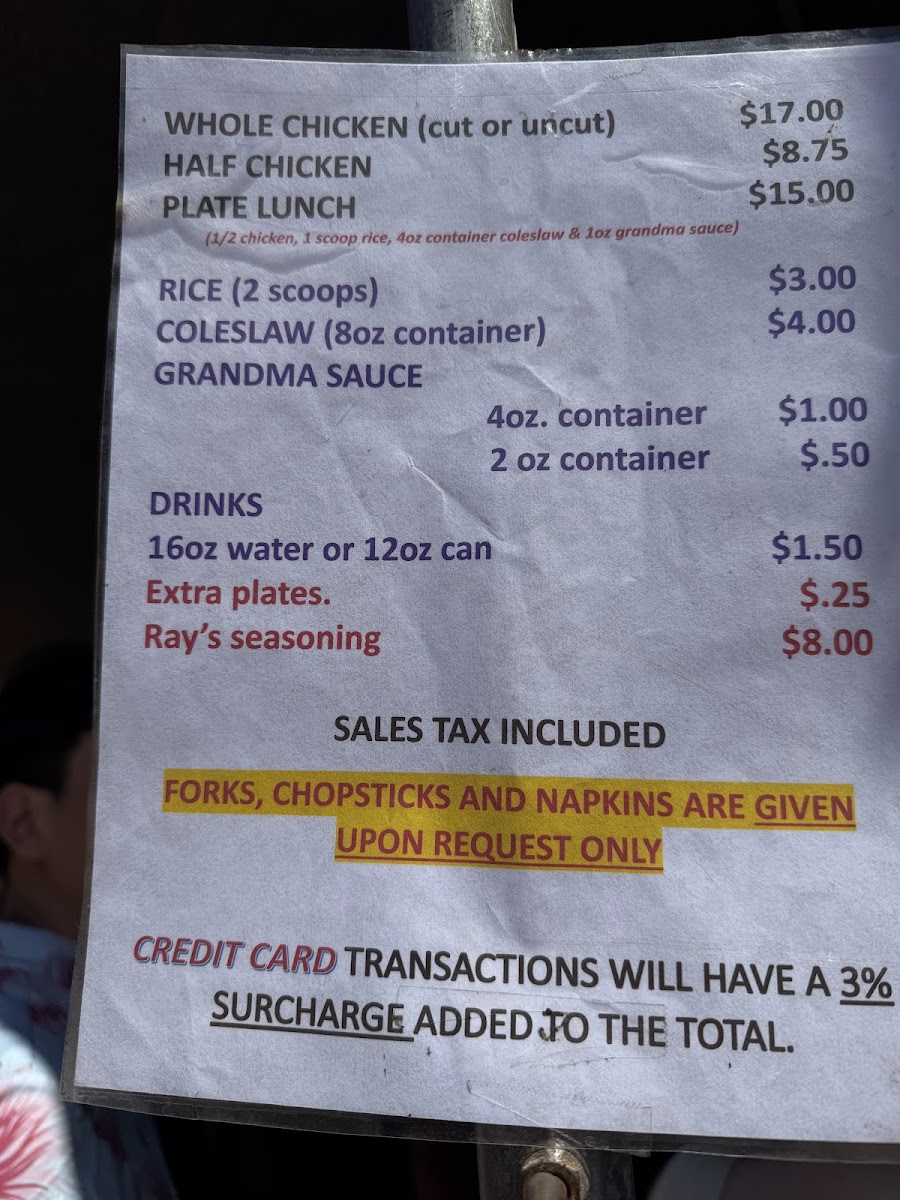 WHOLE CHICKEN (cut or uncut) $17.00
HALF CHICKEN $8.75
PLATE LUNCH $15.00
(1/2 chicken, 1 scoop rice, 4oz container coleslaw & 1oz grandma sauce)
RICE (2 scoops) $3.00
COLESLAW (8oz container) $4.00
GRANDMA SAUCE
4oz. container $1.00
2 oz container $.50
DRINKS
16oz water or 12oz can $1.50
Extra plates. $.25
Ray's seasoning $8.00
SALES TAX INCLUDED
FORKS, CHOPSTICKS AND NAPKINS ARE GIVEN
UPON REQUEST ONLY
CREDIT CARD TRANSACTIONS WILL HAVE A 3%
SURCHARGE ADDED TO THE TOTAL.